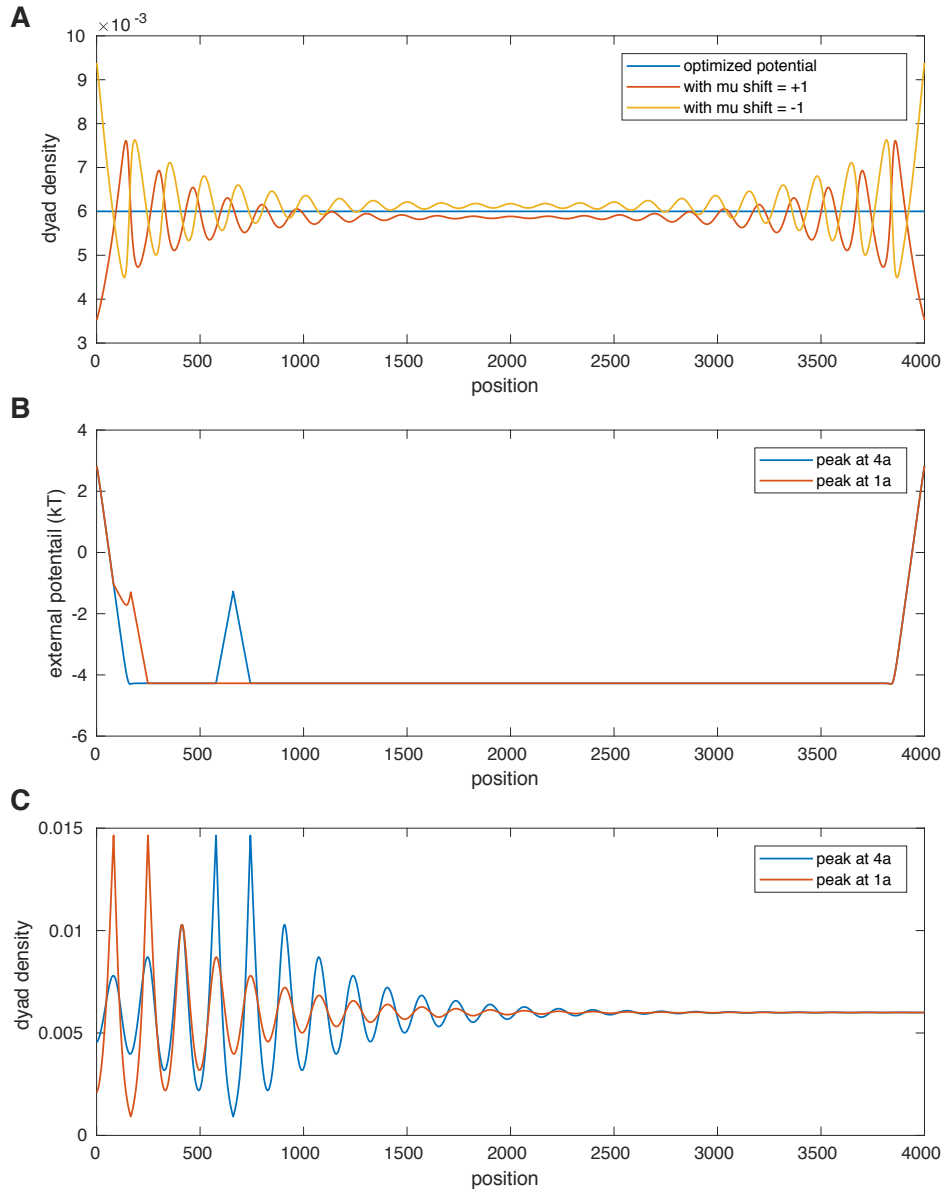 A
×10⁻³
10
9
8
7
6
5
4
3
dyad density
optimized potential
with mu shift = +1
with mu shift = -1
0 500 1000 1500 2000 2500 3000 3500 4000
position
B
4
2
0
-2
-4
-6
external potentail (kT)
peak at 4a
peak at 1a
0 500 1000 1500 2000 2500 3000 3500 4000
position
C
0.015
0.01
0.005
0
dyad density
peak at 4a
peak at 1a
0 500 1000 1500 2000 2500 3000 3500 4000
position